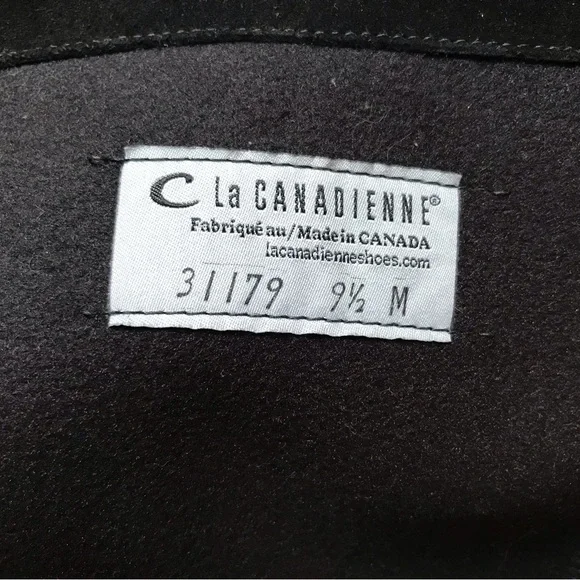 C La CANADIENNE®
Fabriqué au/Made in CANADA
lacanadienneshoes.com
31179 9½ M